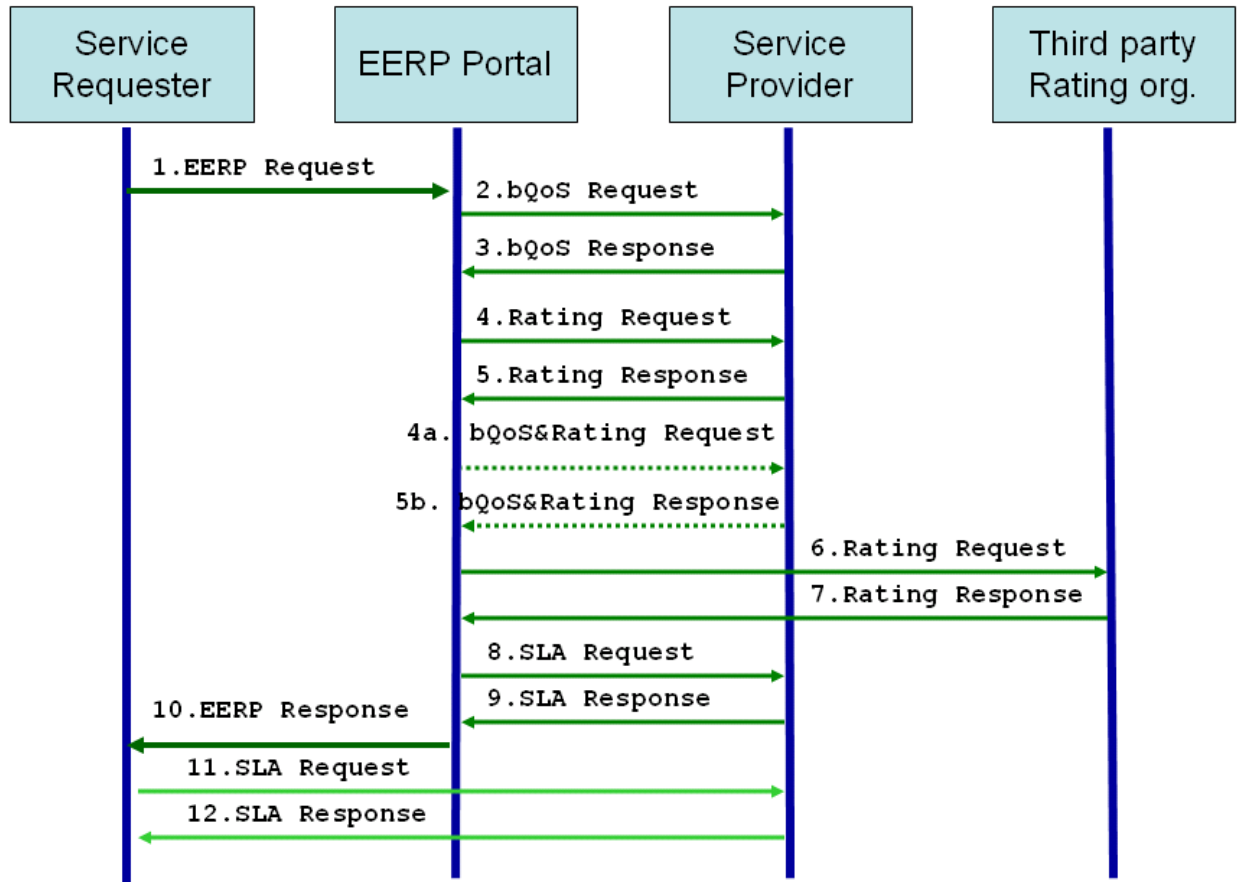 Service
Requester
EERP Portal
Service
Provider
Third party
Rating org.
1.EERP Request
2.bQoS Request
3.bQoS Response
4.Rating Request
5.Rating Response
4a. bQoS&Rating Request
5b. bQoS&Rating Response
6.Rating Request
7.Rating Response
8.SLA Request
9.SLA Response
10.EERP Response
11.SLA Request
12.SLA Response